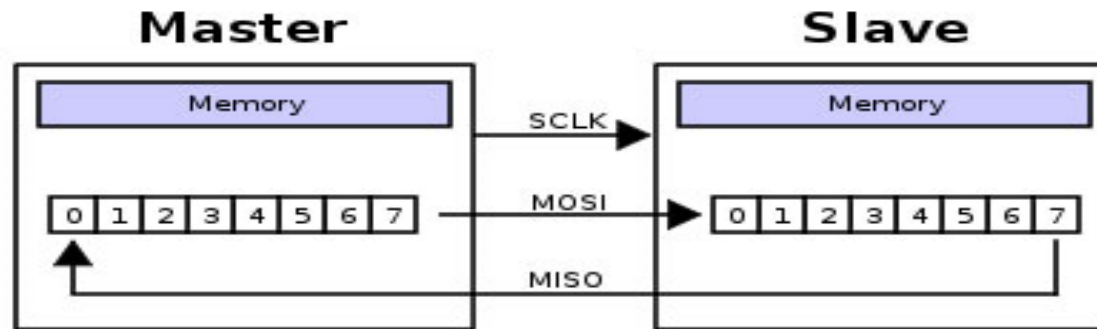 Master Slave
Memory Memory
SCLK
0 1 2 3 4 5 6 7 MOSI 0 1 2 3 4 5 6 7
MISO